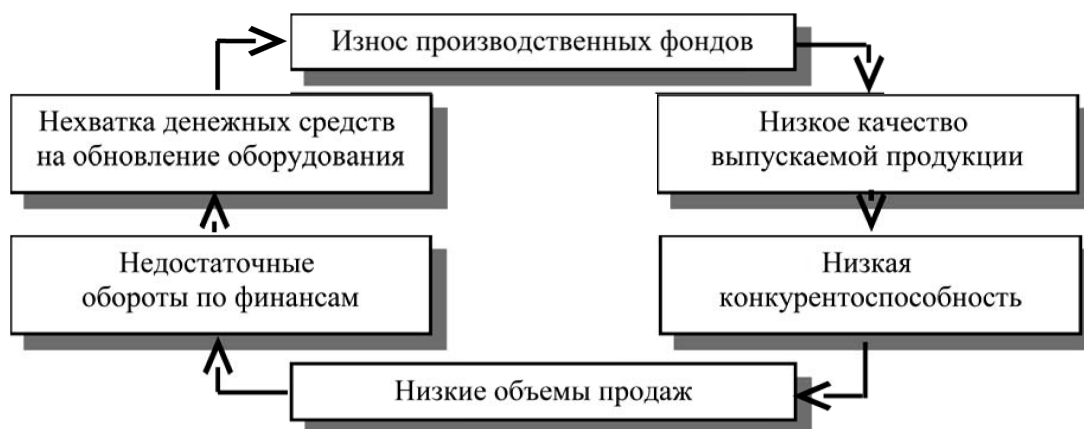 Износ производственных фондов
Нехватка денежных средств
на обновление оборудования
Низкое качество
выпускаемой продукции
Недостаточные
обороты по финансам
Низкая
конкурентоспособность
Низкие объемы продаж